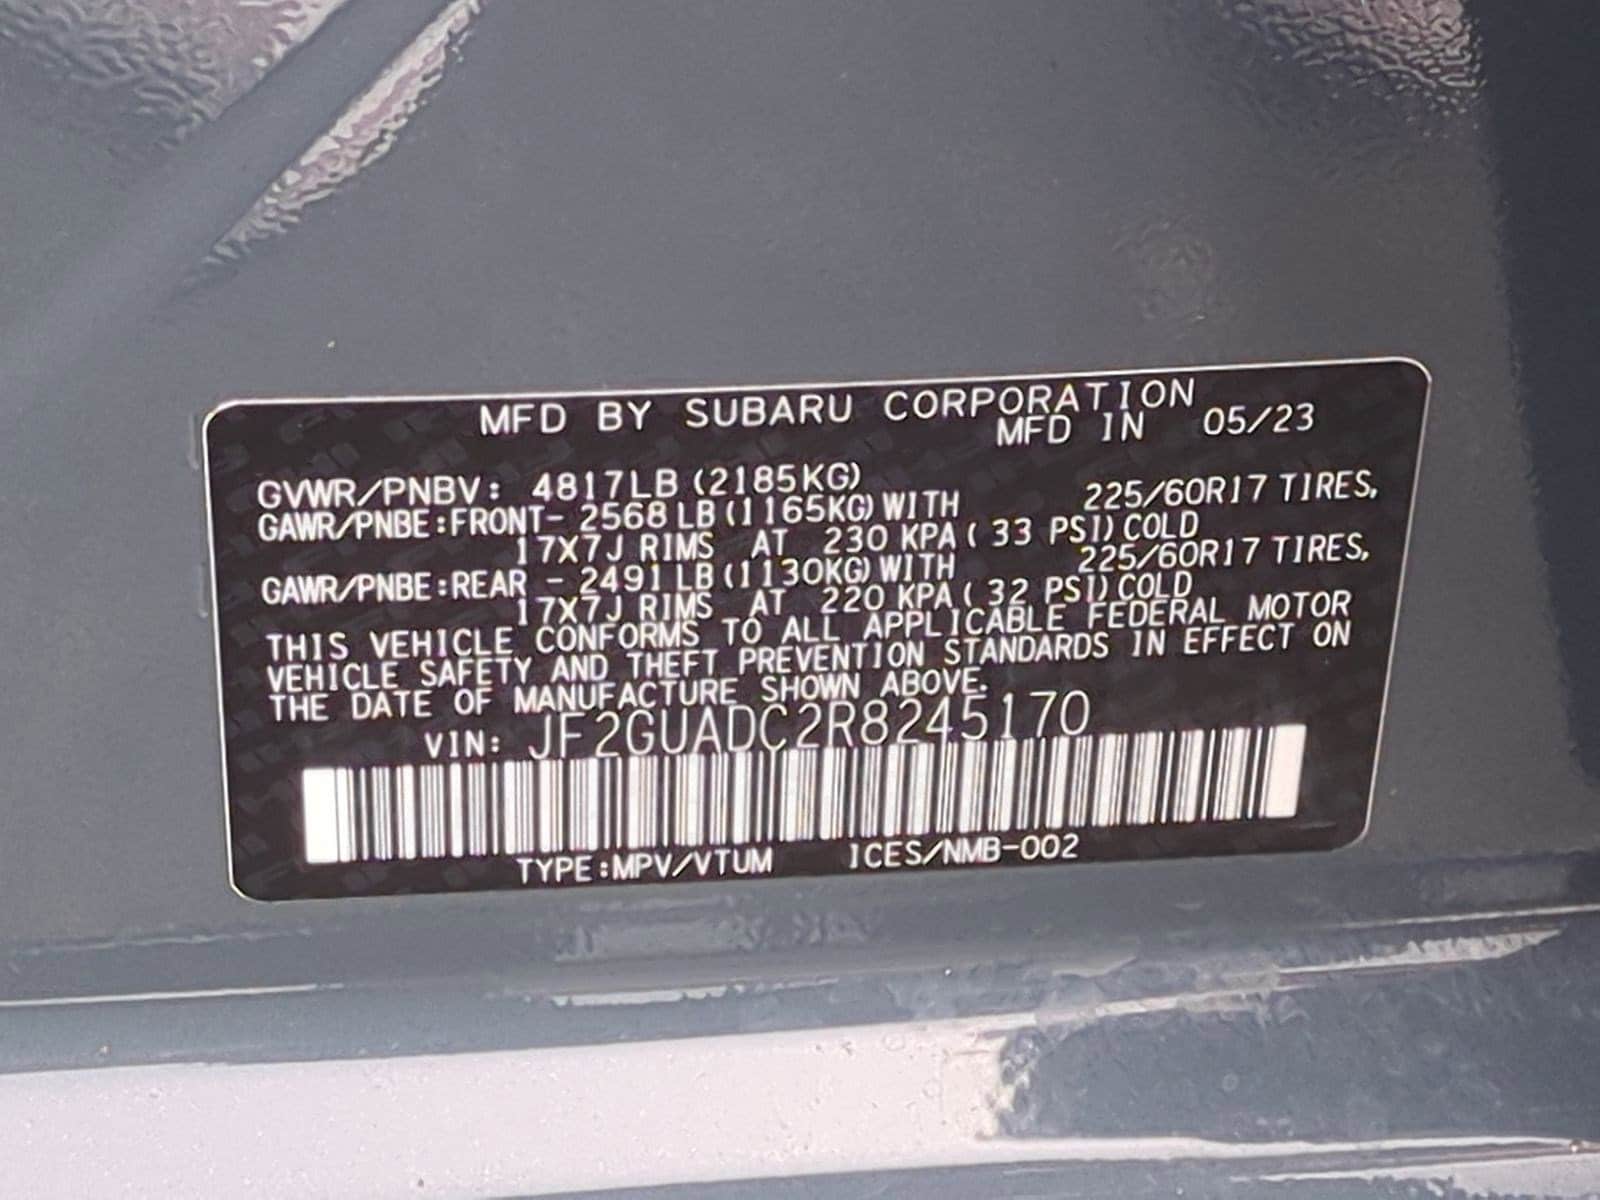 MFD BY SUBARU CORPORATION
MFD IN 05/23
GVWR/PNBV: 4817LB (2185KG)
GAWR/PNBE:FRONT- 2568 LB (1165KG) WITH 225/60R17 TIRES,
17X7J RIMS AT 230 KPA ( 33 PSI) COLD
GAWR/PNBE:REAR - 2491 LB (1130KG) WITH 225/60R17 TIRES,
17X7J RIMS AT 220 KPA ( 32 PSI) COLD
THIS VEHICLE CONFORMS TO ALL APPLICABLE FEDERAL MOTOR
VEHICLE SAFETY AND THEFT PREVENTION STANDARDS IN EFFECT ON
THE DATE OF MANUFACTURE SHOWN ABOVE.
VIN: JF2GUADC2R8245170
TYPE:MPV/VTUM ICES/NMB-002